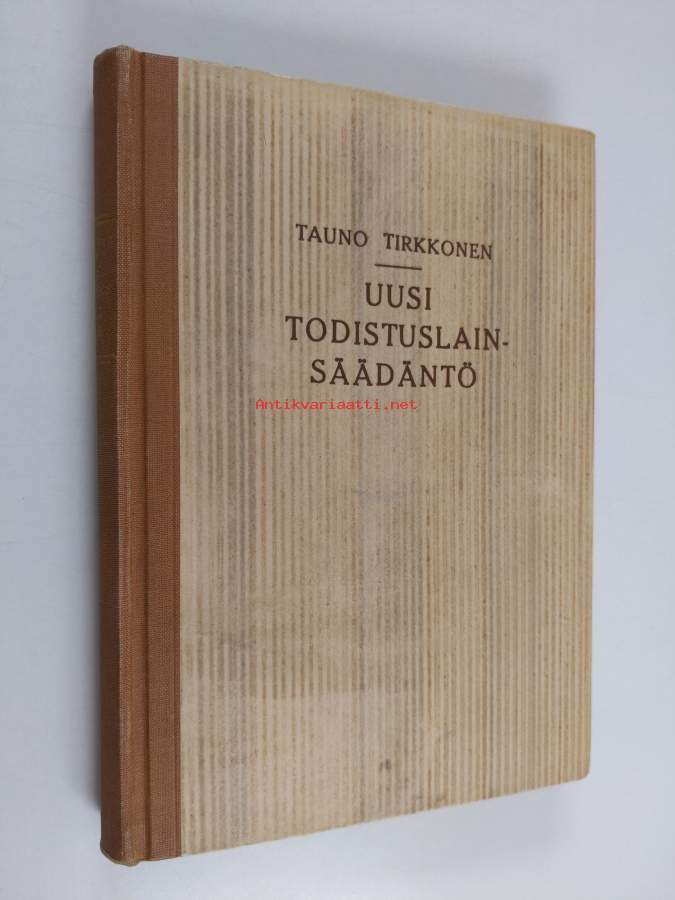 TAUNO TIRKKONEN
UUSI
TODISTUSLAIN-
SÄÄDÄNTÖ
Antikvariaatti.net